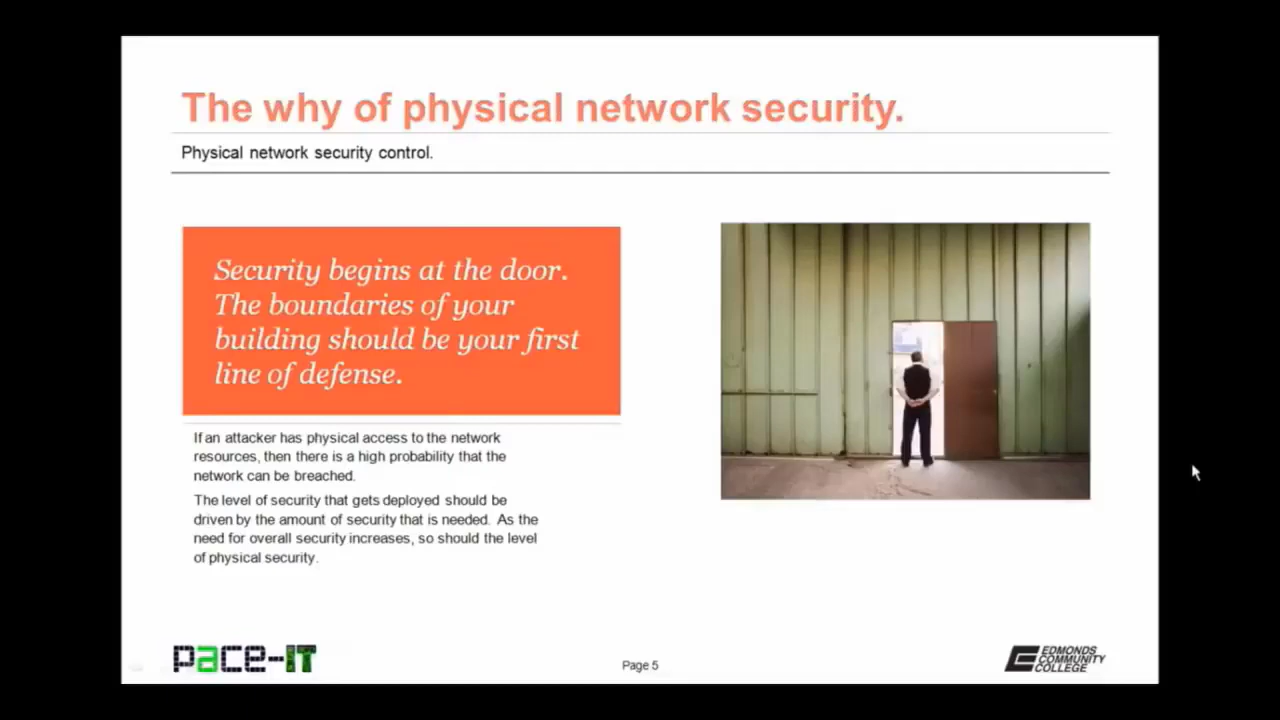 The why of physical network security.
Physical network security control.
Security begins at the door.
The boundaries of your
building should be your first
line of defense.
If an attacker has physical access to the network
resources, then there is a high probability that the
network can be breached.
The level of security that gets deployed should be
driven by the amount of security that is needed. As the
need for overall security increases, so should the level
of physical security.
pace-IT
Page 5
EDMONDS
COMMUNITY
COLLEGE